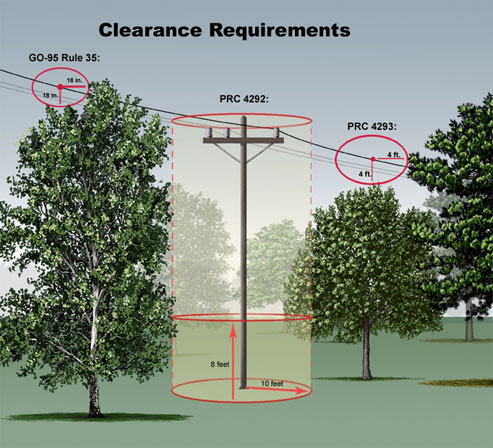 Clearance Requirements
GO-95 Rule 35:
18 in.
18 in.
PRC 4292:
PRC 4293:
4 ft.
4 ft.
8 feet
10 feet